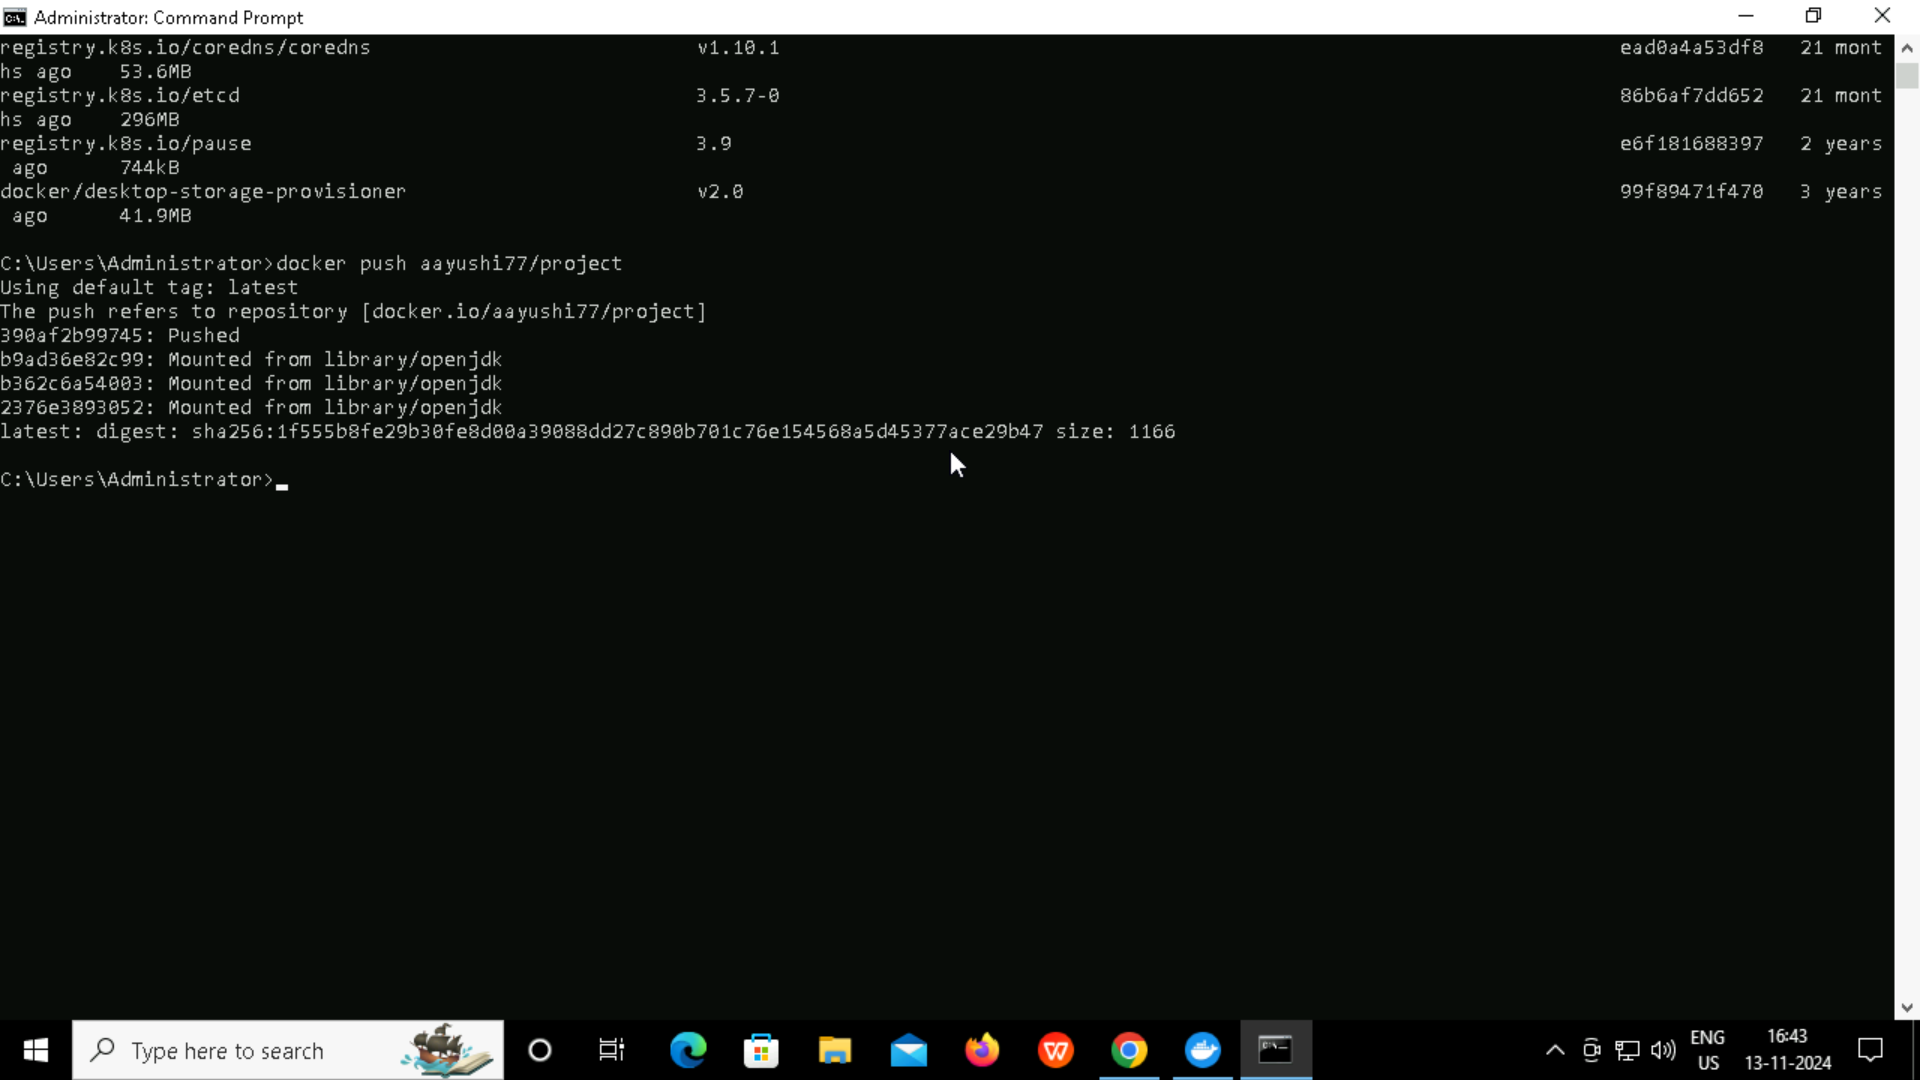 Administrator: Command Prompt
registry.k8s.io/coredns/coredns v1.10.1 ead0a4a53df8 21 mont
hs ago 53.6MB
registry.k8s.io/etcd 3.5.7-0 86b6af7dd652 21 mont
hs ago 296MB
registry.k8s.io/pause 3.9 e6f181688397 2 years
ago 744kB
docker/desktop-storage-provisioner v2.0 99f89471f470 3 years
ago 41.9MB
C:\Users\Administrator>docker push aayushi77/project
Using default tag: latest
The push refers to repository [docker.io/aayushi77/project]
390af2b99745: Pushed
b9ad36e82c99: Mounted from library/openjdk
b362c6a54003: Mounted from library/openjdk
2376e3893052: Mounted from library/openjdk
latest: digest: sha256:1f555b8fe29b30fe8d00a39088dd27c890b701c76e154568a5d45377ace29b47 size: 1166
C:\Users\Administrator>
Type here to search
ENG
US
16:43
13-11-2024